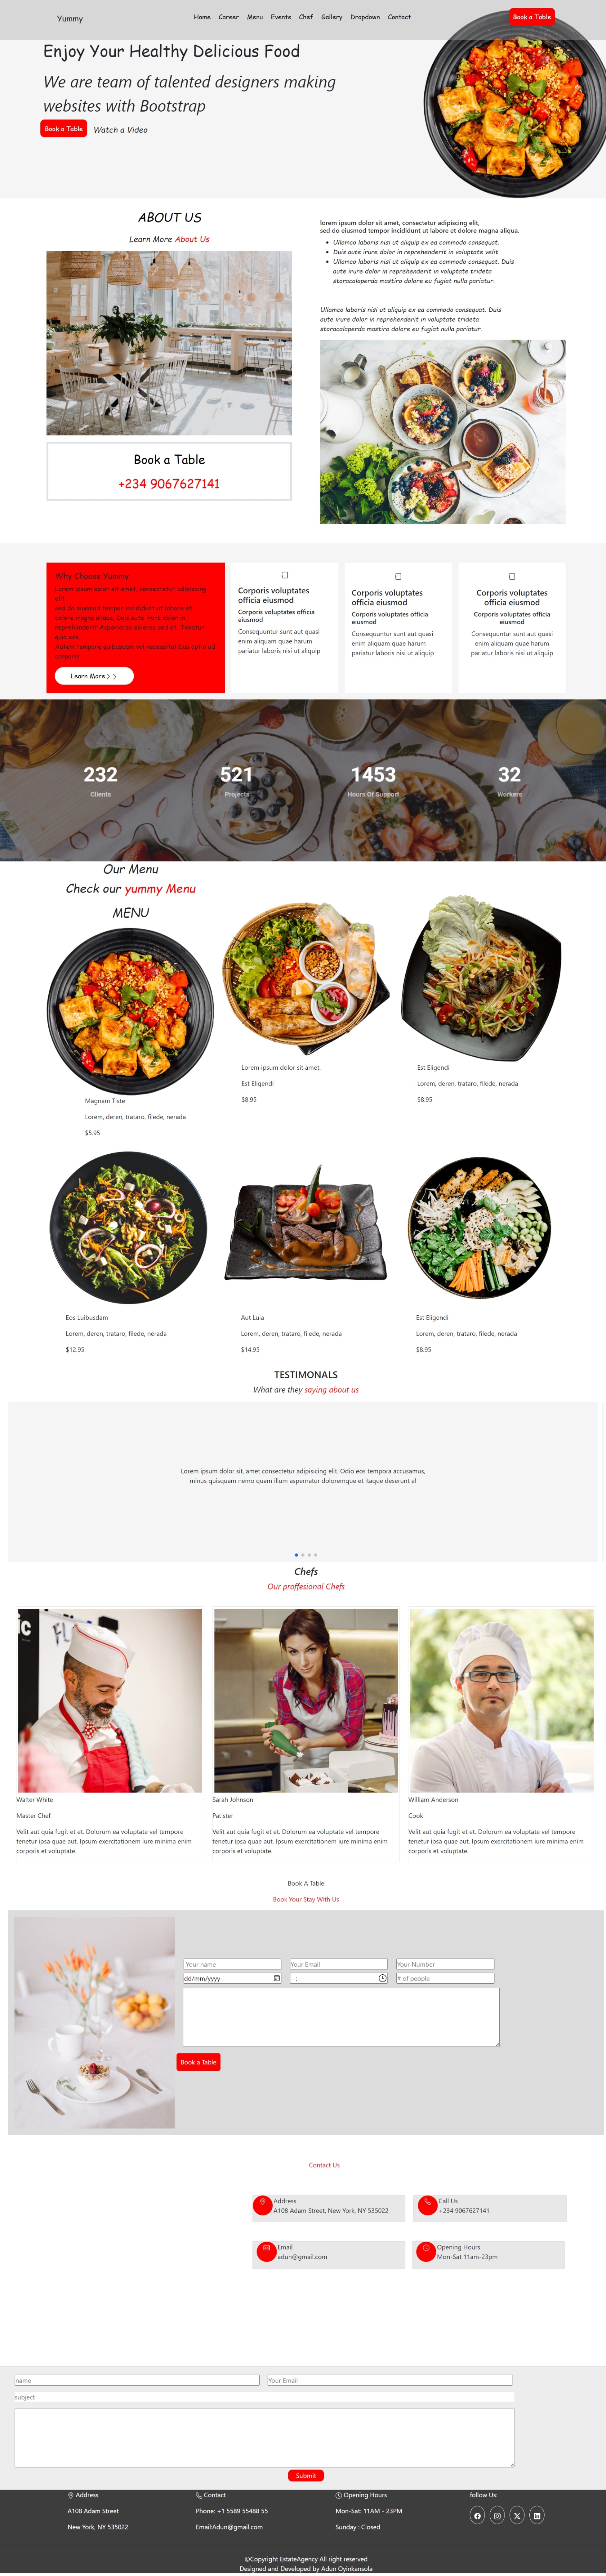 Yummy
Home Career Menu Events Chef Gallery Dropdown Contact
Book a Table
Enjoy Your Healthy Delicious Food
We are team of talented designers making
websites with Bootstrap
Book a Table Watch a Video
ABOUT US
Learn More About Us
Book a Table
+234 9067627141
lorem ipsum dolor sit amet, consectetur adipiscing elit,
sed do eiusmod tempor incididunt ut labore et dolore magna aliqua.
Ullamco laboris nisi ut aliquip ex ea commodo consequat.
Duis aute irure dolor in reprehenderit in voluptate velit
Ullamco laboris nisi ut aliquip ex ea commodo consequat. Duis
aute irure dolor in reprehenderit in voluptate trideta
storacalaperda mastiro dolore eu fugiat nulla pariatur.
Ullamco laboris nisi ut aliquip ex ea commodo consequat. Duis
aute irure dolor in reprehenderit in voluptate trideta
storacalaperda mastiro dolore eu fugiat nulla pariatur.
Why Choose Yummy
Lorem ipsum dolor sit amet, consectetur adipiscing
elit,
sed do eiusmod tempor incididunt ut labore et
dolore magna aliqua. Duis aute irure dolor in
reprehenderit Asperiores dolores sed et. Tenetur
quia eos.
Autem tempore quibusdam vel necessitatibus optio ad
corporis.
Learn More
Corporis voluptates
officia eiusmod
Corporis voluptates officia
eiusmod
Consequuntur sunt aut quasi
enim aliquam quae harum
pariatur laboris nisi ut aliquip
Corporis voluptates
officia eiusmod
Corporis voluptates officia
eiusmod
Consequuntur sunt aut quasi
enim aliquam quae harum
pariatur laboris nisi ut aliquip
Corporis voluptates
officia eiusmod
Corporis voluptates officia
eiusmod
Consequuntur sunt aut quasi
enim aliquam quae harum
pariatur laboris nisi ut aliquip
232 521 1453 32
Clients Projects Hours Of Support Workers
Our Menu
Check our yummy Menu
MENU
Magnam Tiste
Lorem, deren, trataro, filede, nerada
$5.95
Lorem ipsum dolor sit amet.
Est Eligendi
$8.95
Est Eligendi
Lorem, deren, trataro, filede, nerada
$8.95
Eos Luibusdam
Lorem, deren, trataro, filede, nerada
$12.95
Aut Luia
Lorem, deren, trataro, filede, nerada
$14.95
Est Eligendi
Lorem, deren, trataro, filede, nerada
$8.95
TESTIMONALS
What are they saying about us
Lorem ipsum dolor sit, amet consectetur adipisicing elit. Odio eos tempora accusamus,
minus quisquam nemo quam illum aspernatur doloremque et itaque deserunt a!
Chefs
Our proffesional Chefs
Walter White
Master Chef
Velit aut quia fugit et et. Dolorum ea voluptate vel tempore
tenetur ipsa quae aut. Ipsum exercitationem iure minima enim
corporis et voluptate.
Sarah Johnson
Patister
Velit aut quia fugit et et. Dolorum ea voluptate vel tempore
tenetur ipsa quae aut. Ipsum exercitationem iure minima enim
corporis et voluptate.
William Anderson
Cook
Velit aut quia fugit et et. Dolorum ea voluptate vel tempore
tenetur ipsa quae aut. Ipsum exercitationem iure minima enim
corporis et voluptate.
Book A Table
Book Your Stay With Us
Your name Your Email Your Number
dd/mm/yyyy --:-- # of people
Book a Table
Contact Us
Address
A108 Adam Street, New York, NY 535022
Call Us
+234 9067627141
Email
adun@gmail.com
Opening Hours
Mon-Sat 11am-23pm
name Your Email
subject
Submit
Address
A108 Adam Street
New York, NY 535022
Contact
Phone: +1 5589 55488 55
Email:Adun@gmail.com
Opening Hours
Mon-Sat: 11AM - 23PM
Sunday : Closed
follow Us:
©Copyright EstateAgency All right reserved
Designed and Developed by Adun Oyinkansola